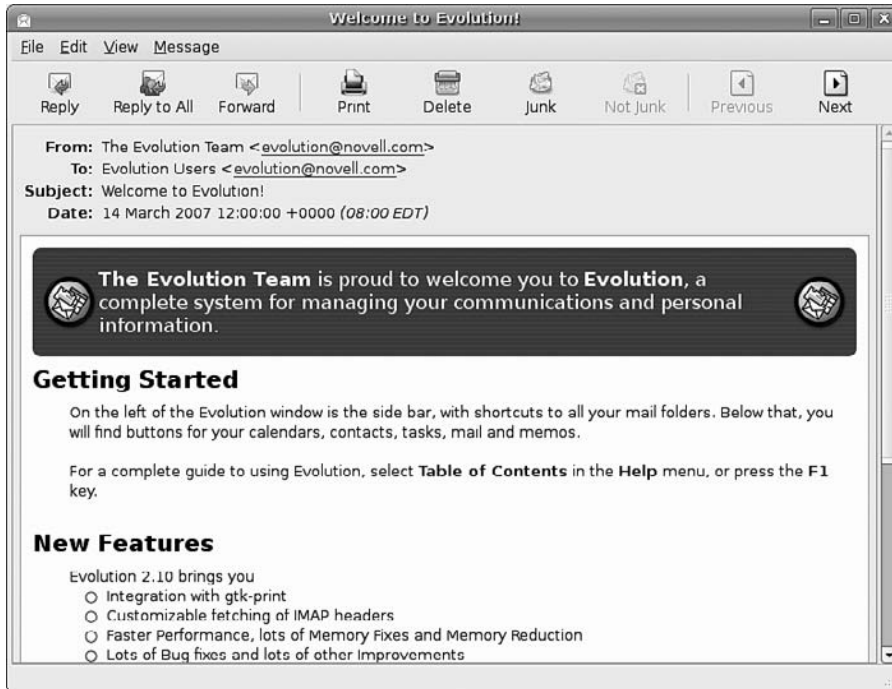 Welcome to Evolution!
File Edit View Message
Reply Reply to All Forward Print Delete Junk Not Junk Previous Next
From: The Evolution Team <evolution@novell.com>
To: Evolution Users <evolution@novell.com>
Subject: Welcome to Evolution!
Date: 14 March 2007 12:00:00 +0000 (08:00 EDT)
The Evolution Team is proud to welcome you to Evolution, a
complete system for managing your communications and personal
information.
Getting Started
On the left of the Evolution window is the side bar, with shortcuts to all your mail folders. Below that, you
will find buttons for your calendars, contacts, tasks, mail and memos.
For a complete guide to using Evolution, select Table of Contents in the Help menu, or press the F1
key.
New Features
Evolution 2.10 brings you
Integration with gtk-print
Customizable fetching of IMAP headers
Faster Performance, lots of Memory Fixes and Memory Reduction
Lots of Bug fixes and lots of other Improvements